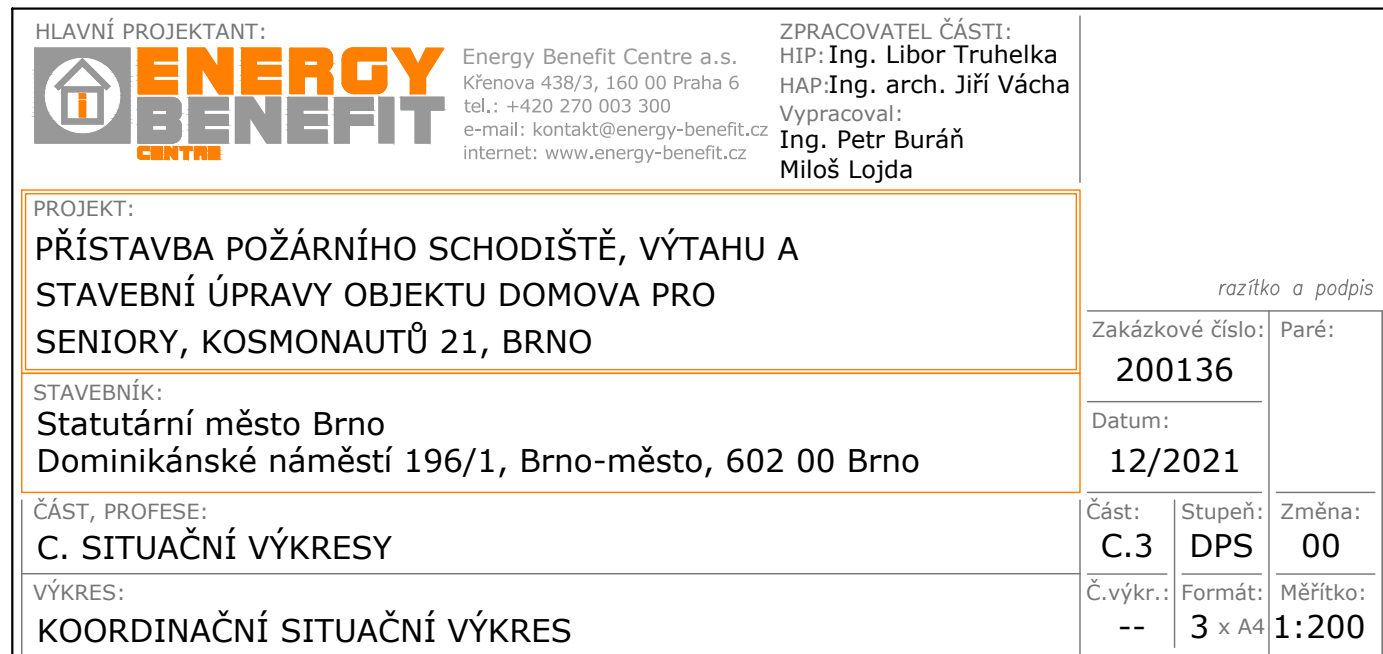 HLAVNÍ PROJEKTANT:
ENERGY
BENEFIT
CENTRE
Energy Benefit Centre a.s.
Křenova 438/3, 160 00 Praha 6
tel.: +420 270 003 300
e-mail: kontakt@energy-benefit.cz
internet: www.energy-benefit.cz
ZPRACOVATEL ČÁSTI:
HIP: Ing. Libor Truhelka
HAP: Ing. arch. Jiří Vácha
Vypracoval:
Ing. Petr Buráň
Miloš Lojda
PROJEKT:
PŘÍSTAVBA POŽÁRNÍHO SCHODIŠTĚ, VÝTAHU A
STAVEBNÍ ÚPRAVY OBJEKTU DOMOVA PRO
SENIORY, KOSMONAUTŮ 21, BRNO
razítko a podpis
Zakázkové číslo: Paré:
200136
STAVEBNÍK:
Statutární město Brno
Dominikánské náměstí 196/1, Brno-město, 602 00 Brno
Datum:
12/2021
ČÁST, PROFESE:
C. SITUAČNÍ VÝKRESY
Část: Stupeň: Změna:
C.3 DPS 00
VÝKRES:
KOORDINAČNÍ SITUAČNÍ VÝKRES
Č.výkr.: Formát: Měřítko:
-- 3 x A4 1:200